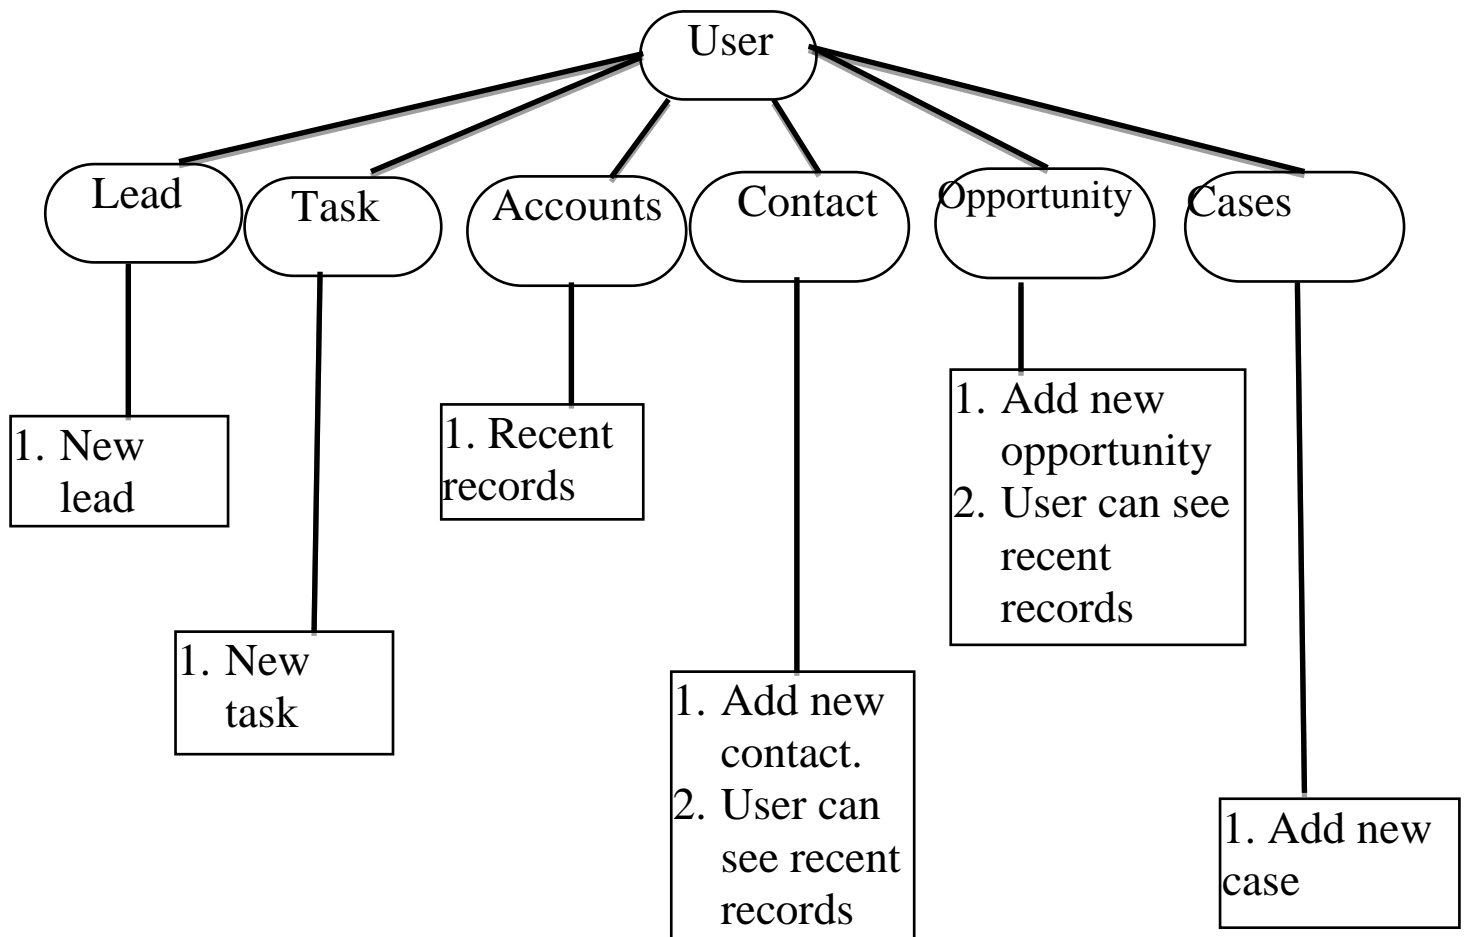 User
Lead
Task
Accounts
Contact
Opportunity
Cases
1. New
lead
1. New
task
1. Recent
records
1. Add new
contact.
2. User can
see recent
records
1. Add new
opportunity
2. User can see
recent
records
1. Add new
case